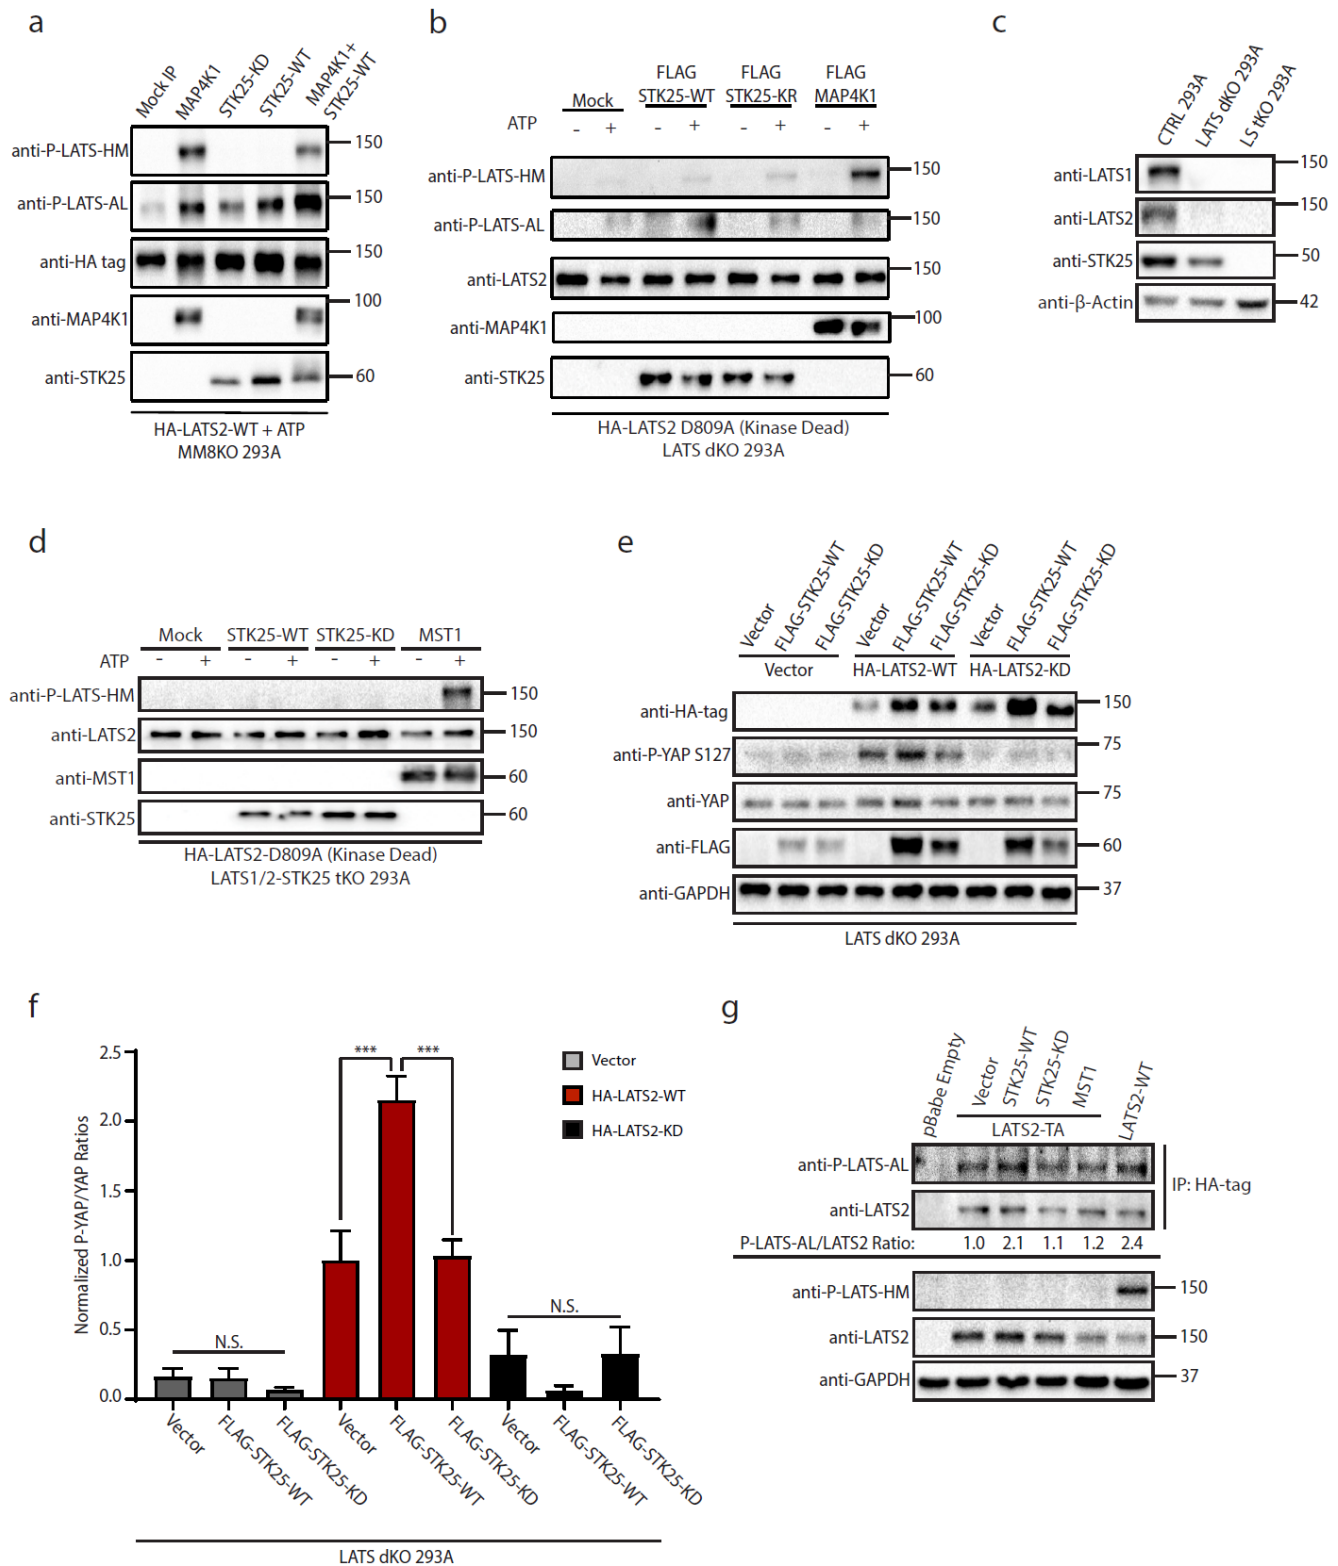 a
Mock IP
MAP4K1
STK25-KD
STK25-WT
MAP4K1+
STK25-WT
anti-P-LATS-HM
150
anti-P-LATS-AL
150
anti-HA tag
150
anti-MAP4K1
100
anti-STK25
60
HA-LATS2-WT + ATP
MM8KO 293A
b
Mock
FLAG
STK25-WT
FLAG
STK25-KR
FLAG
MAP4K1
ATP - + - + - + - +
anti-P-LATS-HM
150
anti-P-LATS-AL
150
anti-LATS2
150
anti-MAP4K1
100
anti-STK25
60
HA-LATS2 D809A (Kinase Dead)
LATS dKO 293A
c
CTRL 293A
LATS dKO 293A
LS tKO 293A
anti-LATS1
150
anti-LATS2
150
anti-STK25
50
anti-β-Actin
42
d
Mock STK25-WT STK25-KD MST1
ATP - + - + - + - +
anti-P-LATS-HM
150
anti-LATS2
150
anti-MST1
60
anti-STK25
60
HA-LATS2-D809A (Kinase Dead)
LATS1/2-STK25 tKO 293A
e
Vector
FLAG-STK25-WT
FLAG-STK25-KD
Vector
FLAG-STK25-WT
FLAG-STK25-KD
Vector
FLAG-STK25-WT
FLAG-STK25-KD
Vector HA-LATS2-WT HA-LATS2-KD
anti-HA-tag
150
anti-P-YAP S127
75
anti-YAP
75
anti-FLAG
60
anti-GAPDH
37
LATS dKO 293A
f
Normalized P-YAP/YAP Ratios
2.5
2.0
1.5
1.0
0.5
0.0
*** ***
N.S.
N.S.
Vector
HA-LATS2-WT
HA-LATS2-KD
Vector
FLAG-STK25-WT
FLAG-STK25-KD
Vector
FLAG-STK25-WT
FLAG-STK25-KD
Vector
FLAG-STK25-WT
FLAG-STK25-KD
LATS dKO 293A
g
pBabe Empty
Vector
STK25-WT
STK25-KD
MST1
LATS2-WT
LATS2-TA
anti-P-LATS-AL
anti-LATS2
IP: HA-tag
P-LATS-AL/LATS2 Ratio: 1.0 2.1 1.1 1.2 2.4
anti-P-LATS-HM
150
anti-LATS2
150
anti-GAPDH
37